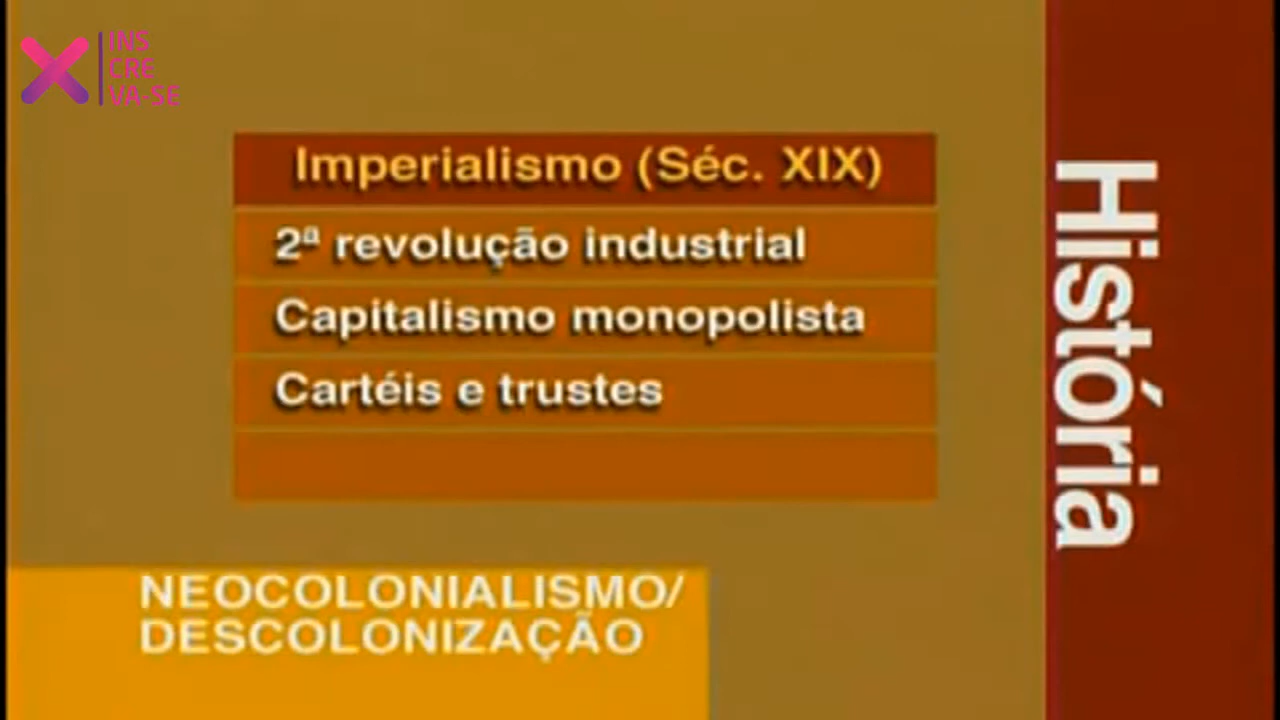 INS
CRE
VA-SE
Imperialismo (Séc. XIX)
2ª revolução industrial
Capitalismo monopolista
Cartéis e trustes
História
NEOCOLONIALISMO/
DESCOLONIZAÇÃO